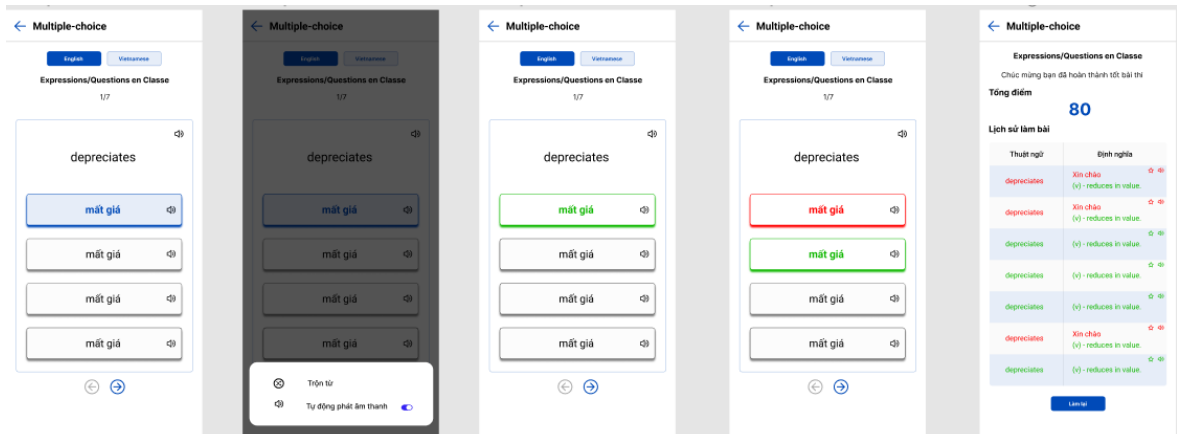 Multiple-choice
English Vietnamese
Expressions/Questions en Classe
1/7
depreciates
mất giá
mất giá
mất giá
mất giá
Multiple-choice
English Vietnamese
Expressions/Questions en Classe
1/7
depreciates
mất giá
mất giá
mất giá
mất giá
Trộn từ
Tự động phát âm thanh
Multiple-choice
English Vietnamese
Expressions/Questions en Classe
1/7
depreciates
mất giá
mất giá
mất giá
mất giá
Multiple-choice
English Vietnamese
Expressions/Questions en Classe
1/7
depreciates
mất giá
mất giá
mất giá
mất giá
Multiple-choice
Expressions/Questions en Classe
Chúc mừng bạn đã hoàn thành tốt bài thi
Tổng điểm
80
Lịch sử làm bài
Thuật ngữ Định nghĩa
depreciates Xin chào
(v) - reduces in value.
depreciates Xin chào
(v) - reduces in value.
depreciates (v) - reduces in value.
depreciates (v) - reduces in value.
depreciates (v) - reduces in value.
depreciates Xin chào
(v) - reduces in value.
depreciates (v) - reduces in value.
Làm lại